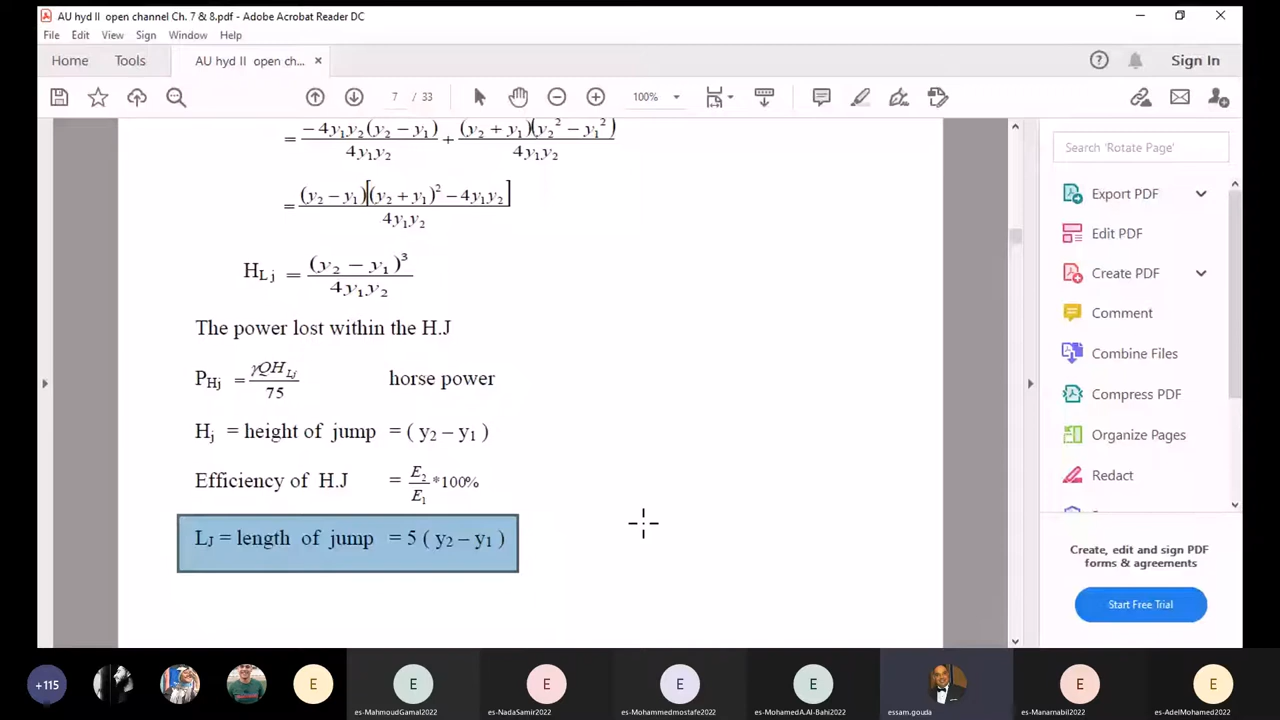 AU hyd II open channel Ch. 7 & 8.pdf - Adobe Acrobat Reader DC
File Edit View Sign Window Help
Home Tools AU hyd II open ch... × Sign In
7 / 33 100%
= −4y₁y₂(y₂ − y₁)/4y₁y₂ + (y₂ + y₁)(y₂² − y₁²)/4y₁y₂
= (y₂ − y₁)[(y₂ + y₁)² − 4y₁y₂]/4y₁y₂
H_Lj = (y₂ − y₁)³/4y₁y₂
The power lost within the H.J
P_Hj = γQH_Lj/75 horse power
H_j = height of jump = ( y₂ – y₁ )
Efficiency of H.J = E₂/E₁ *100%
L_J = length of jump = 5 ( y₂ – y₁ )
Search 'Rotate Page'
Export PDF
Edit PDF
Create PDF
Comment
Combine Files
Compress PDF
Organize Pages
Redact
Create, edit and sign PDF
forms & agreements
Start Free Trial
+115 E E E E E E E
es-MahmoudGamal2022 es-NadaSamir2022 es-Mohammedmostafe2022 es-MohamedA.Al-Bahi2022 essam.gouda es-Manarnabil2022 es-AdelMohamed2022